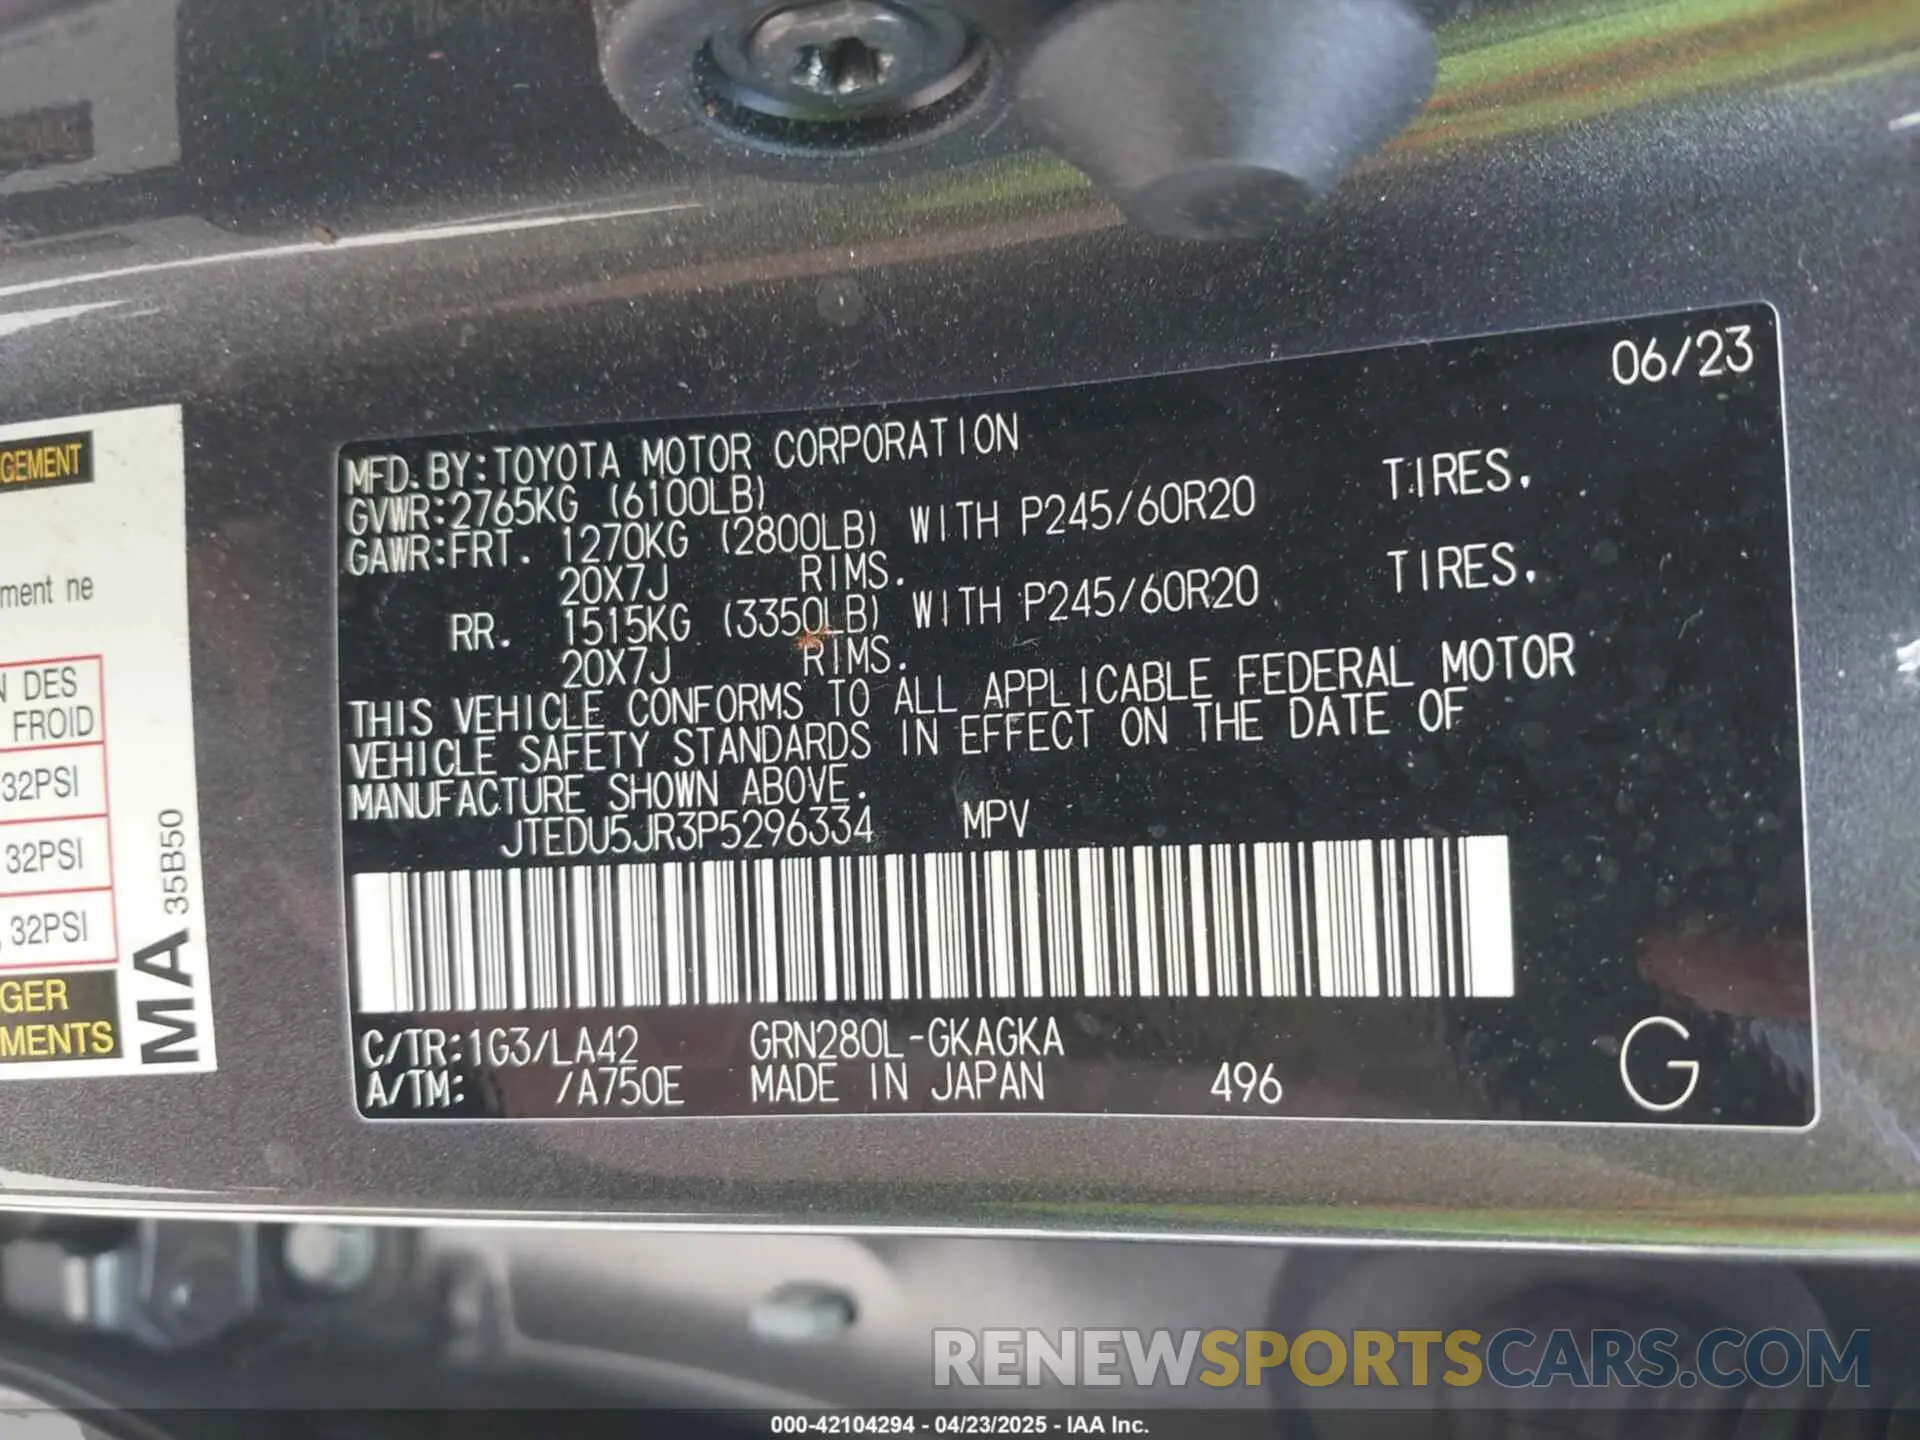 06/23
MFD. BY:TOYOTA MOTOR CORPORATION
GVWR:2765KG (6100LB)
GAWR:FRT. 1270KG (2800LB) WITH P245/60R20 TIRES.
20X7J RIMS.
RR. 1515KG (3350LB) WITH P245/60R20 TIRES.
20X7J RIMS.
THIS VEHICLE CONFORMS TO ALL APPLICABLE FEDERAL MOTOR
VEHICLE SAFETY STANDARDS IN EFFECT ON THE DATE OF
MANUFACTURE SHOWN ABOVE.
JTEDU5JR3P5296334 MPV
C/TR:1G3/LA42 GRN280L-GKAGKA
A/TM: /A750E MADE IN JAPAN 496 G
GEMENT
ment ne
N DES
FROID
32PSI
32PSI
32PSI
GER
MENTS
MA 35B50
RENEWSPORTSCARS.COM
000-42104294 - 04/23/2025 - IAA Inc.